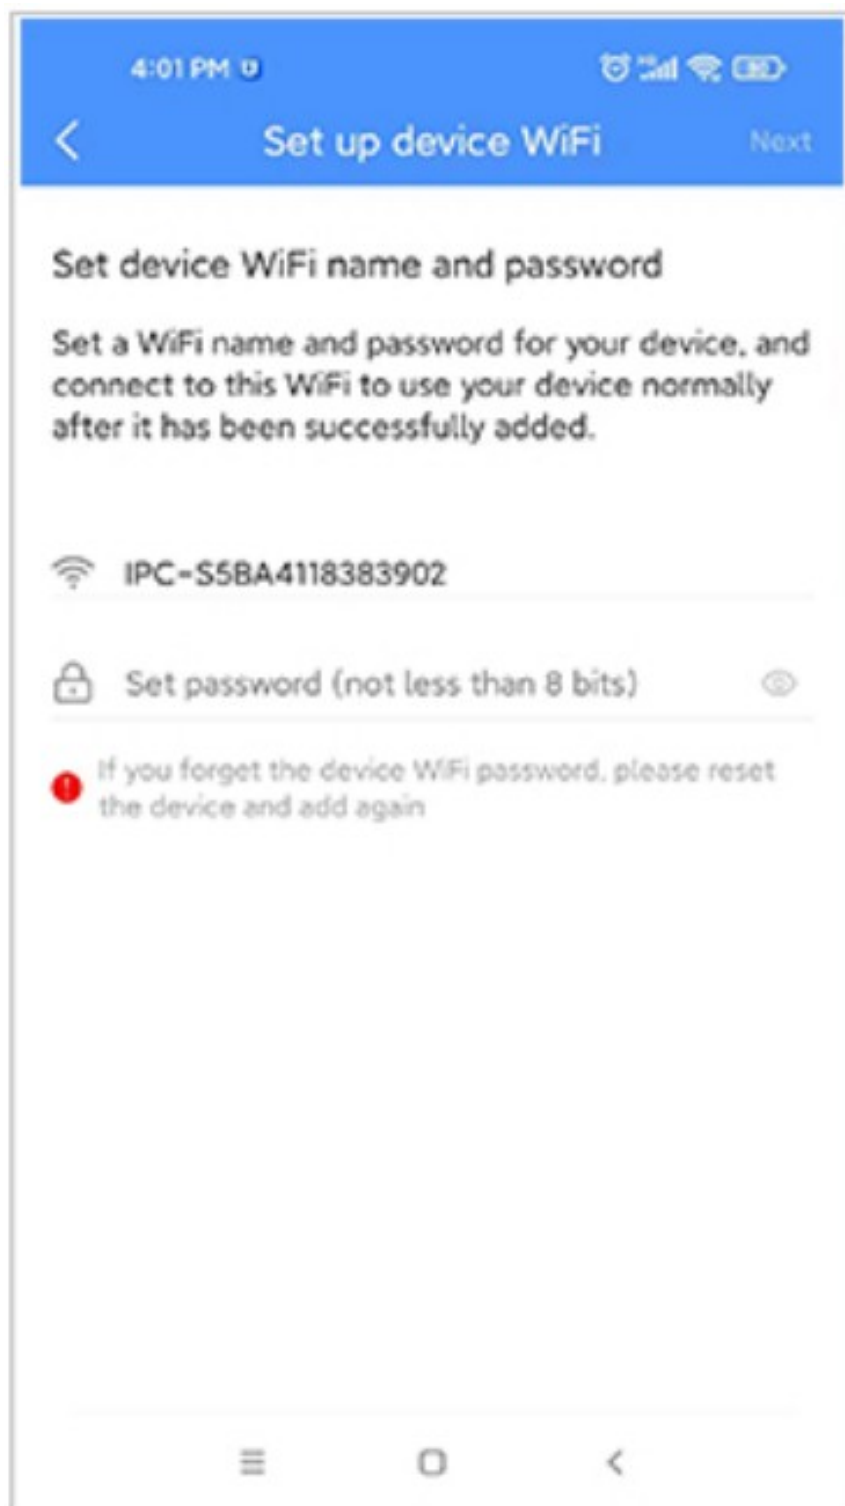 4:01 PM
Set up device WiFi
Next
Set device WiFi name and password
Set a WiFi name and password for your device, and
connect to this WiFi to use your device normally
after it has been successfully added.
IPC-S5BA4118383902
Set password (not less than 8 bits)
If you forget the device WiFi password, please reset
the device and add again